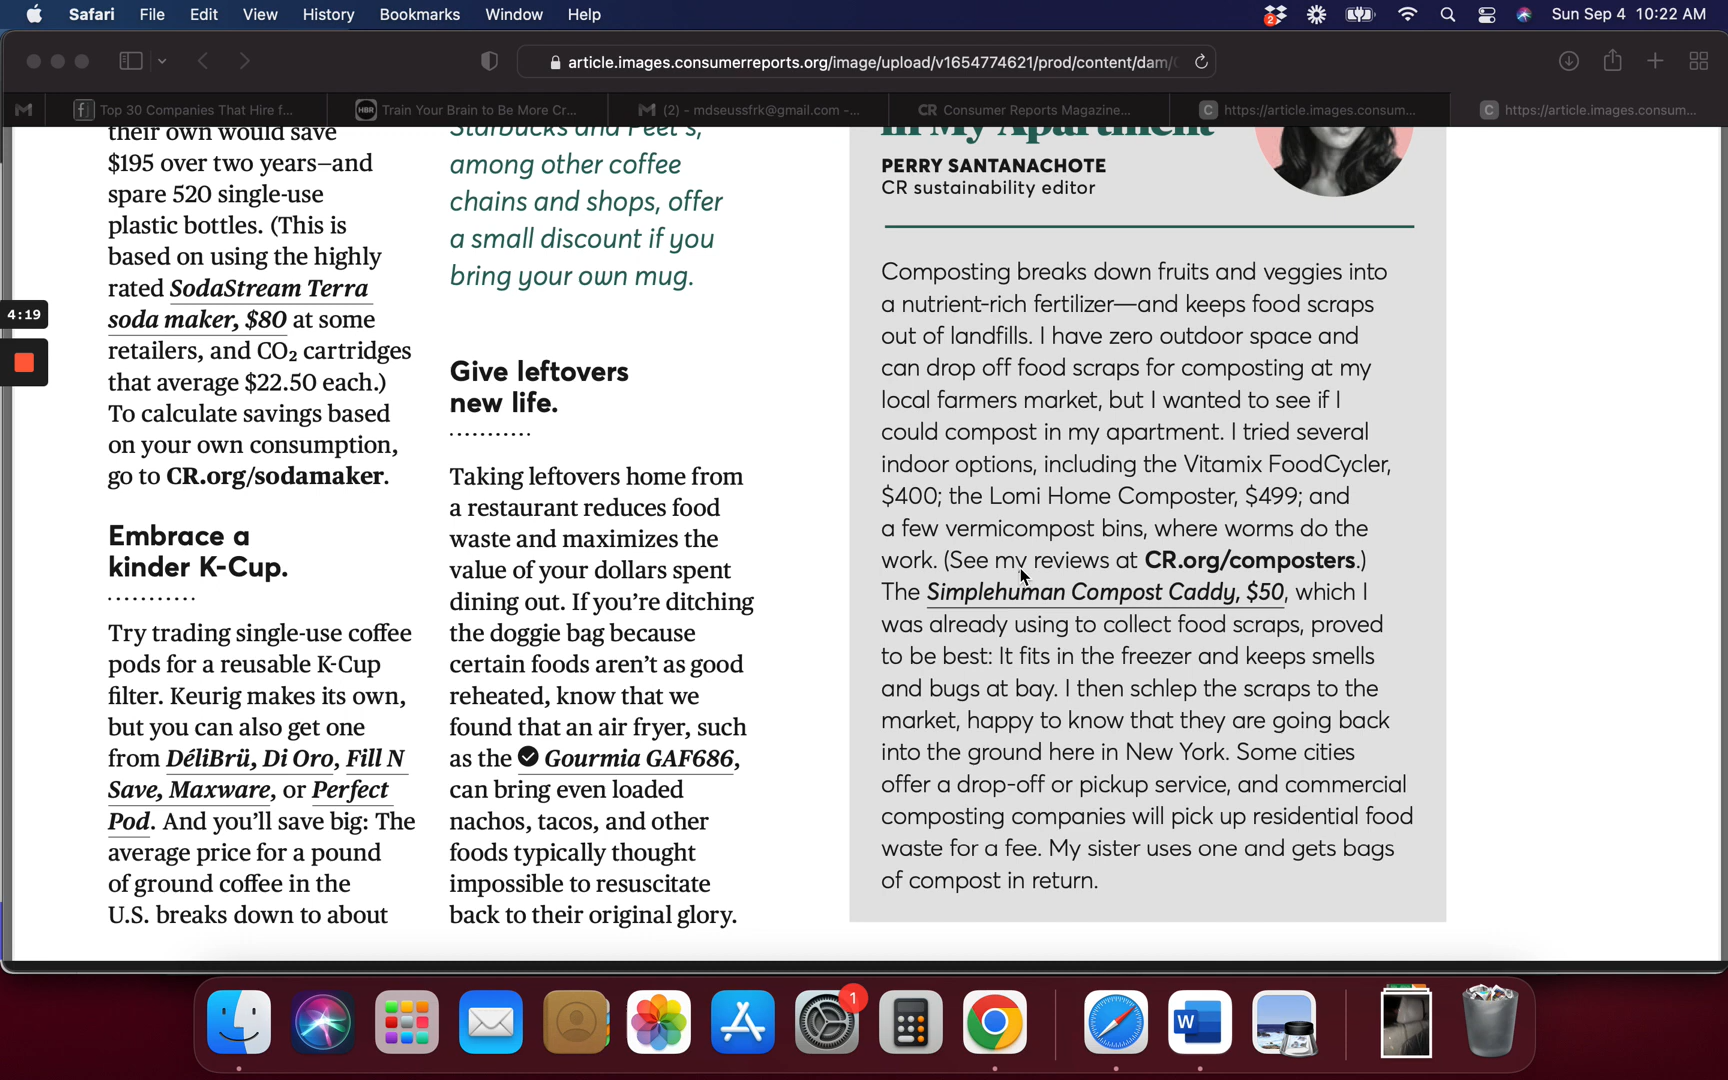 Safari File Edit View History Bookmarks Window Help
2
Sun Sep 4 10:22 AM
article.images.consumerreports.org/image/upload/v1654774621/prod/content/dam/
Top 30 Companies That Hire f...
HBR Train Your Brain to Be More Cr...
(2) - mdseussfrk@gmail.com -...
CR Consumer Reports Magazine...
C https://article.images.consum...
C https://article.images.consum...
4:19
their own would save
$195 over two years—and
spare 520 single-use
plastic bottles. (This is
based on using the highly
rated SodaStream Terra
soda maker, $80 at some
retailers, and CO₂ cartridges
that average $22.50 each.)
To calculate savings based
on your own consumption,
go to CR.org/sodamaker.
Embrace a
kinder K-Cup.
Try trading single-use coffee
pods for a reusable K-Cup
filter. Keurig makes its own,
but you can also get one
from DéliBrü, Di Oro, Fill N
Save, Maxware, or Perfect
Pod. And you’ll save big: The
average price for a pound
of ground coffee in the
U.S. breaks down to about
Starbucks and Peet’s,
among other coffee
chains and shops, offer
a small discount if you
bring your own mug.
Give leftovers
new life.
Taking leftovers home from
a restaurant reduces food
waste and maximizes the
value of your dollars spent
dining out. If you’re ditching
the doggie bag because
certain foods aren’t as good
reheated, know that we
found that an air fryer, such
as the Gourmia GAF686,
can bring even loaded
nachos, tacos, and other
foods typically thought
impossible to resuscitate
back to their original glory.
in My Apartment
PERRY SANTANACHOTE
CR sustainability editor
Composting breaks down fruits and veggies into
a nutrient-rich fertilizer—and keeps food scraps
out of landfills. I have zero outdoor space and
can drop off food scraps for composting at my
local farmers market, but I wanted to see if I
could compost in my apartment. I tried several
indoor options, including the Vitamix FoodCycler,
$400; the Lomi Home Composter, $499; and
a few vermicompost bins, where worms do the
work. (See my reviews at CR.org/composters.)
The Simplehuman Compost Caddy, $50, which I
was already using to collect food scraps, proved
to be best: It fits in the freezer and keeps smells
and bugs at bay. I then schlep the scraps to the
market, happy to know that they are going back
into the ground here in New York. Some cities
offer a drop-off or pickup service, and commercial
composting companies will pick up residential food
waste for a fee. My sister uses one and gets bags
of compost in return.
1
W